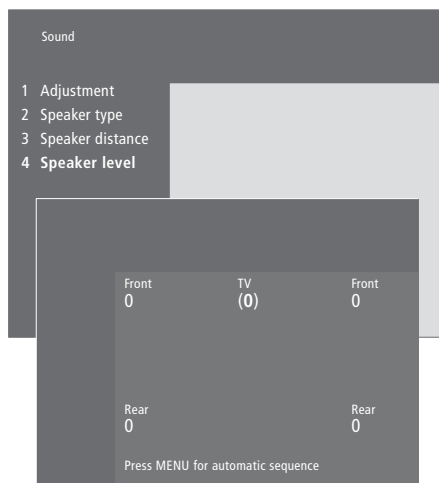 Sound
1 Adjustment
2 Speaker type
3 Speaker distance
4 Speaker level
Front TV Front
0 (0) 0
Rear Rear
0 0
Press MENU for automatic sequence